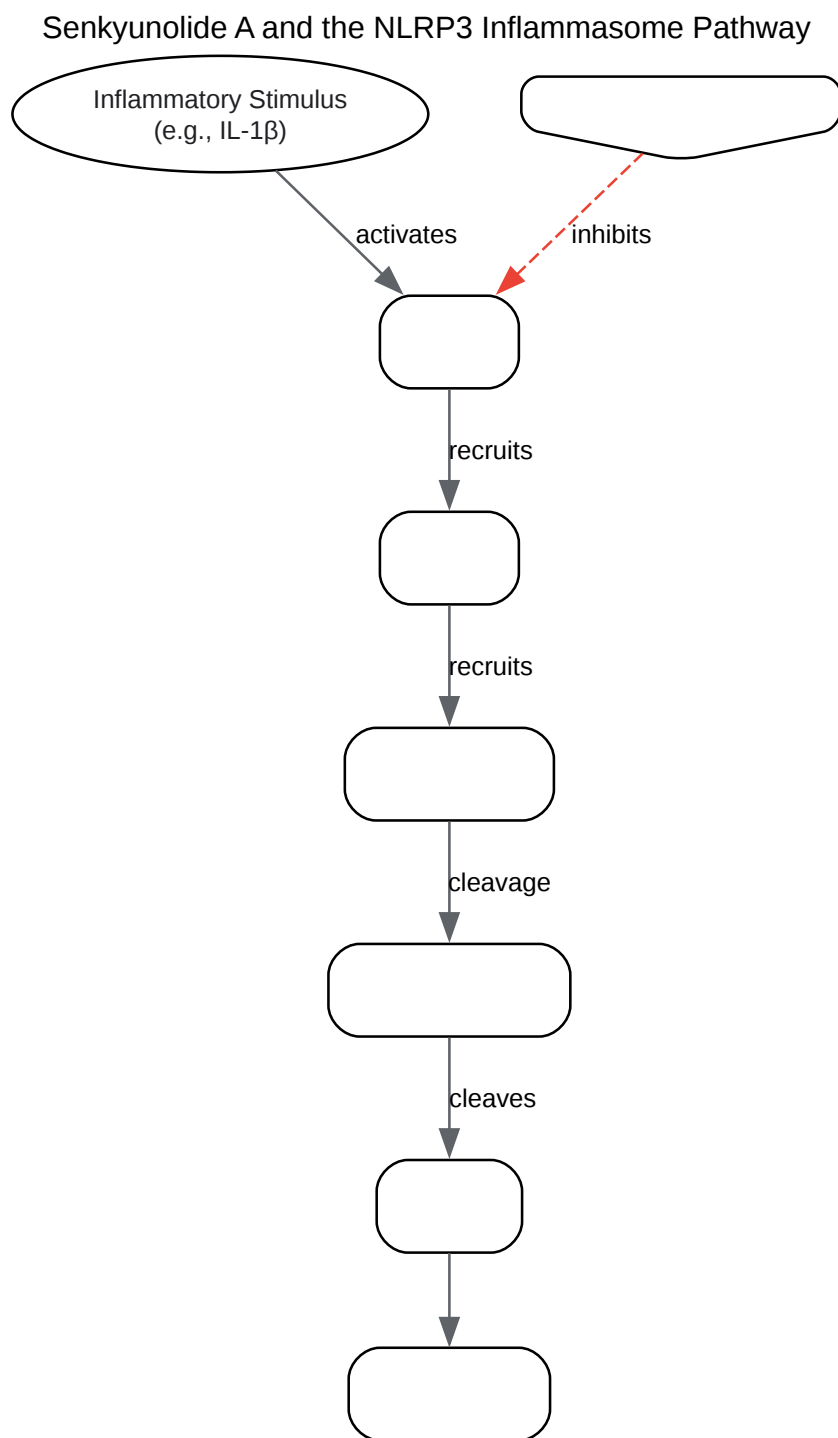 Senkyunolide A and the NLRP3 Inflammasome Pathway
Inflammatory Stimulus
(e.g., IL-1β)
activates
inhibits
recruits
recruits
cleavage
cleaves